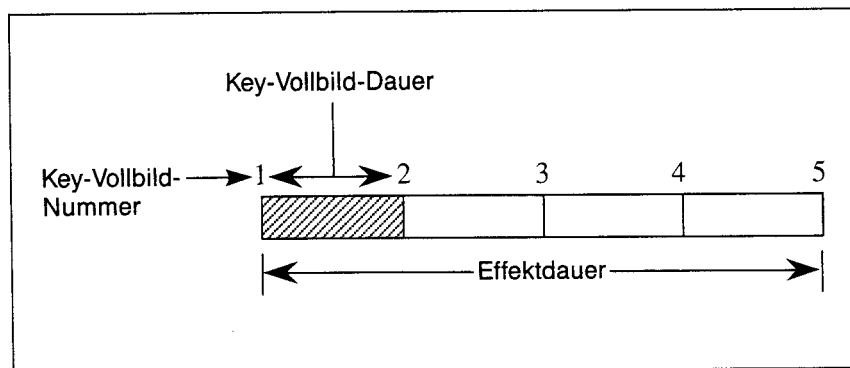 Key-Vollbild-Dauer
Key-Vollbild-
Nummer
1 2 3 4 5
Effektdauer